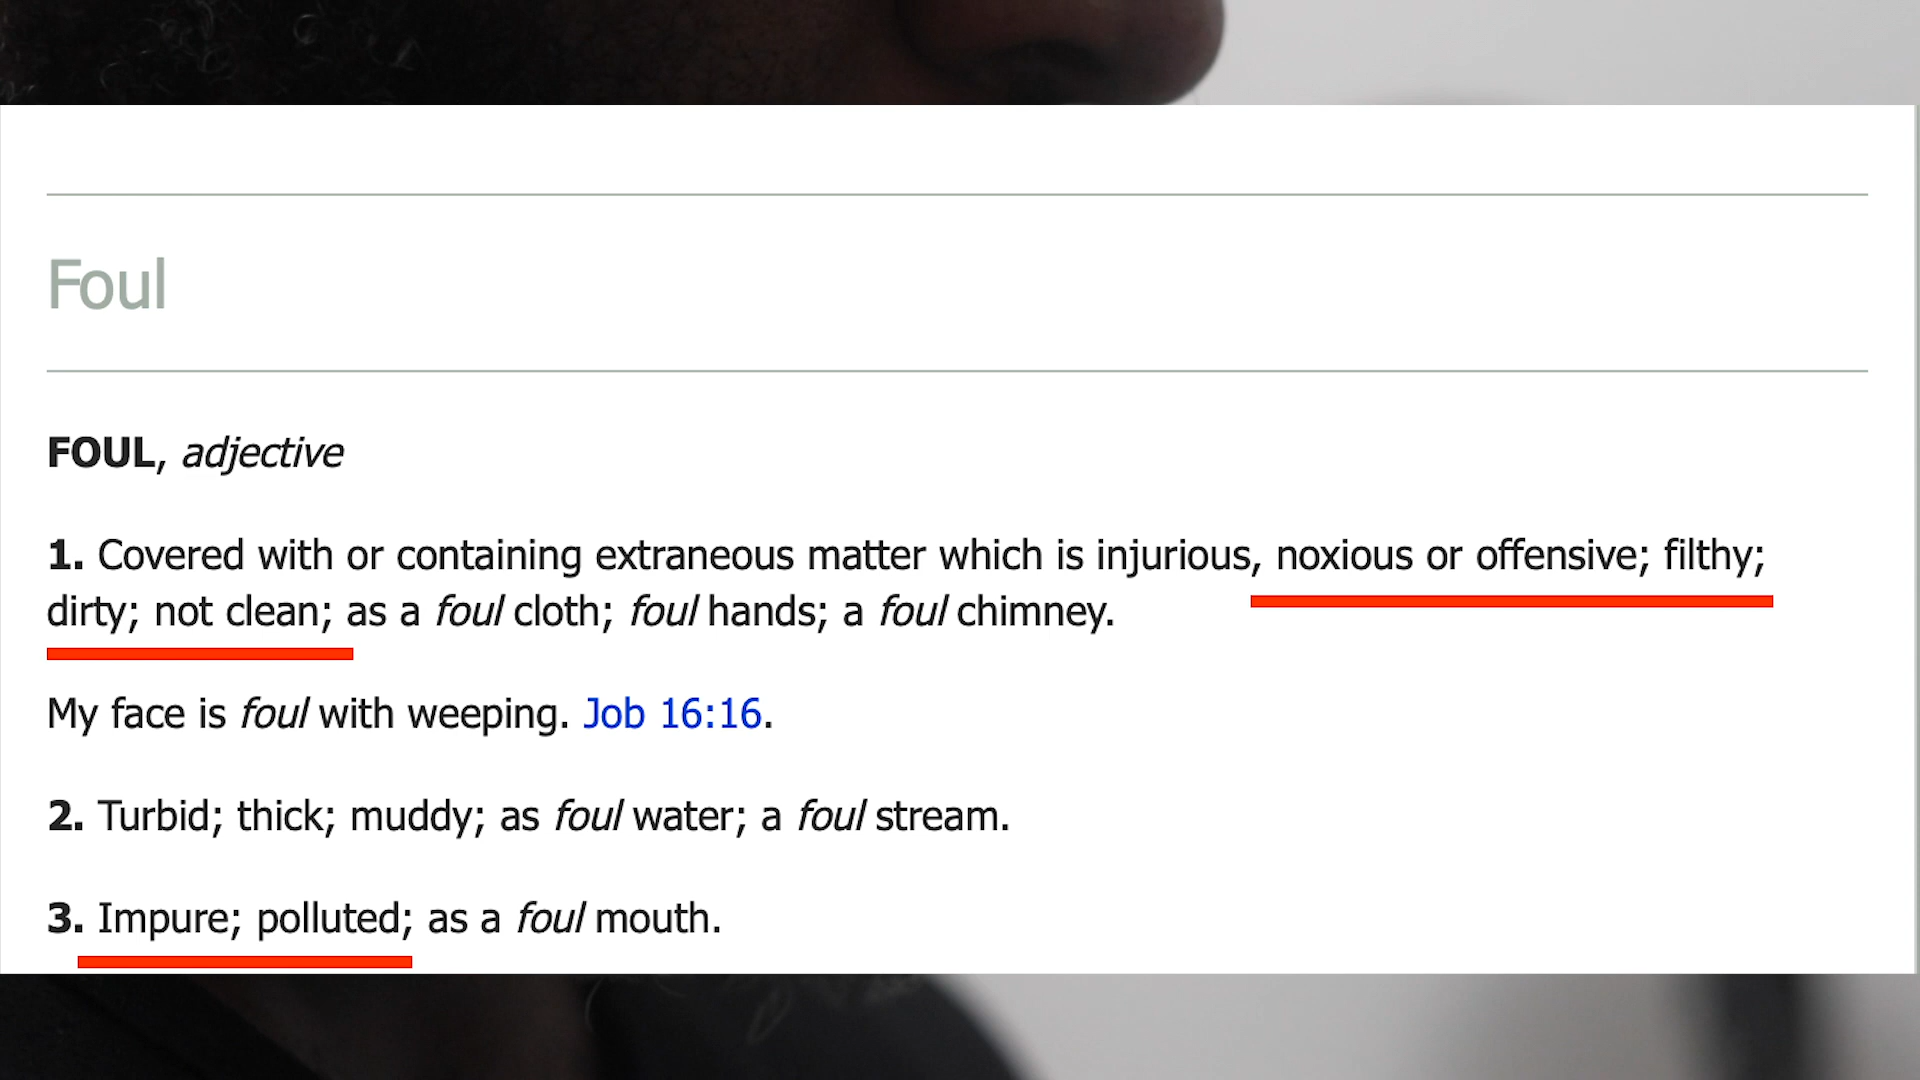 Foul
FOUL, adjective
1. Covered with or containing extraneous matter which is injurious, noxious or offensive; filthy;
dirty; not clean; as a foul cloth; foul hands; a foul chimney.
My face is foul with weeping. Job 16:16.
2. Turbid; thick; muddy; as foul water; a foul stream.
3. Impure; polluted; as a foul mouth.